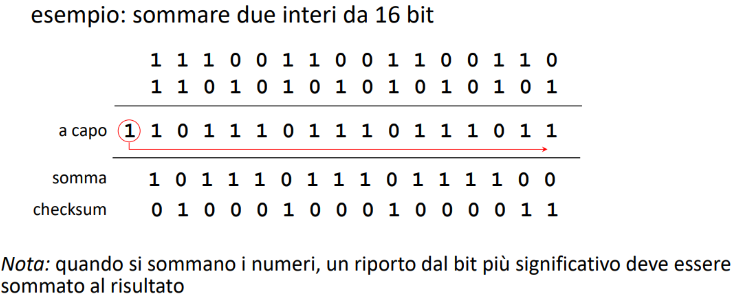 esempio: sommare due interi da 16 bit
1 1 1 0 0 1 1 0 0 1 1 0 0 1 1 0
1 1 0 1 0 1 0 1 0 1 0 1 0 1 0 1
a capo 1 1 0 1 1 1 0 1 1 1 0 1 1 1 0 1 1
somma 1 0 1 1 1 0 1 1 1 0 1 1 1 1 0 0
checksum 0 1 0 0 0 1 0 0 0 1 0 0 0 0 1 1
Nota: quando si sommano i numeri, un riporto dal bit più significativo deve essere
sommato al risultato